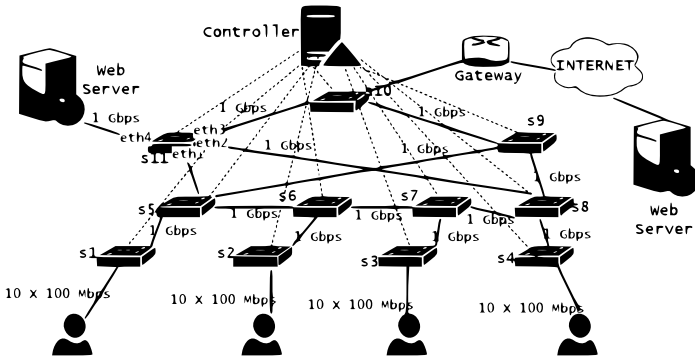 Controller
Web
Server
Gateway
INTERNET
s10
1 Gbps
1 Gbps
1 Gbps
s9
eth3
eth4
eth2
eth1
s11
1 Gbps
1 Gbps
1 Gbps
Web
Server
s5
s6
s7
s8
1 Gbps
1 Gbps
1 Gbps
1 Gbps
1 Gbps
1 Gbps
1 Gbps
s1
s2
s3
s4
10 X 100 Mbps
10 X 100 Mbps
10 X 100 Mbps
10 X 100 Mbps